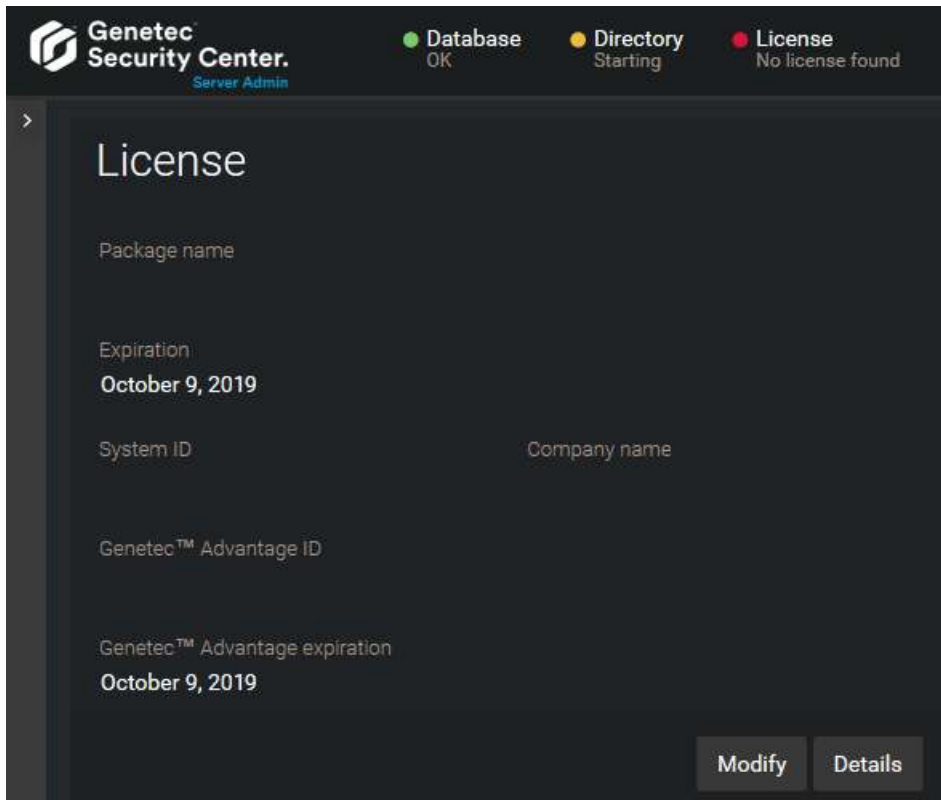 Genetec
Security Center.
Server Admin
Database
OK
Directory
Starting
License
No license found
License
Package name
Expiration
October 9, 2019
System ID
Company name
Genetec™ Advantage ID
Genetec™ Advantage expiration
October 9, 2019
Modify
Details